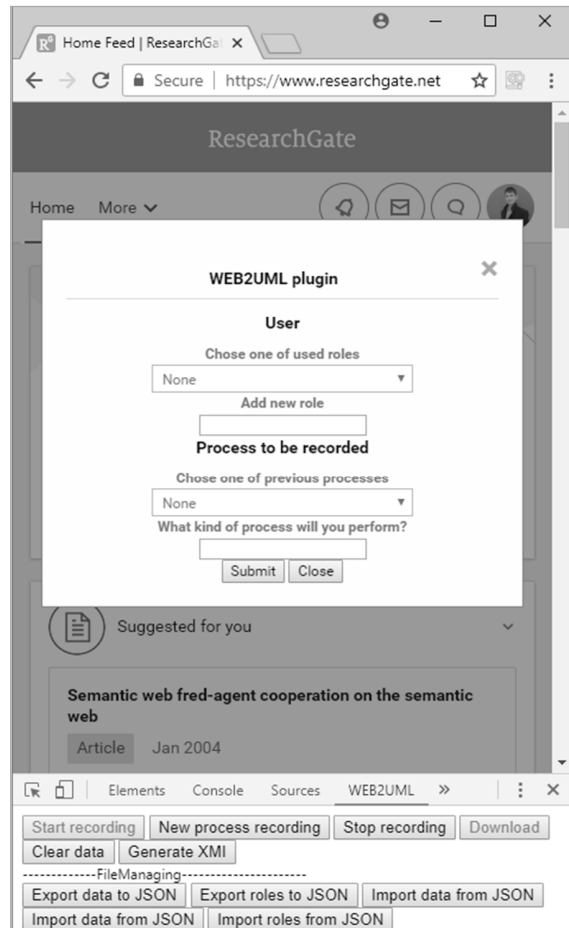 Home Feed | ResearchGa
Secure | https://www.researchgate.net
ResearchGate
Home More
WEB2UML plugin
User
Chose one of used roles
None
Add new role
Process to be recorded
Chose one of previous processes
None
What kind of process will you perform?
Submit Close
Suggested for you
Semantic web fred-agent cooperation on the semantic
web
Article Jan 2004
Elements Console Sources WEB2UML »
Start recording New process recording Stop recording Download
Clear data Generate XMI
-------------FileManaging----------------------
Export data to JSON Export roles to JSON Import data from JSON
Import data from JSON Import roles from JSON